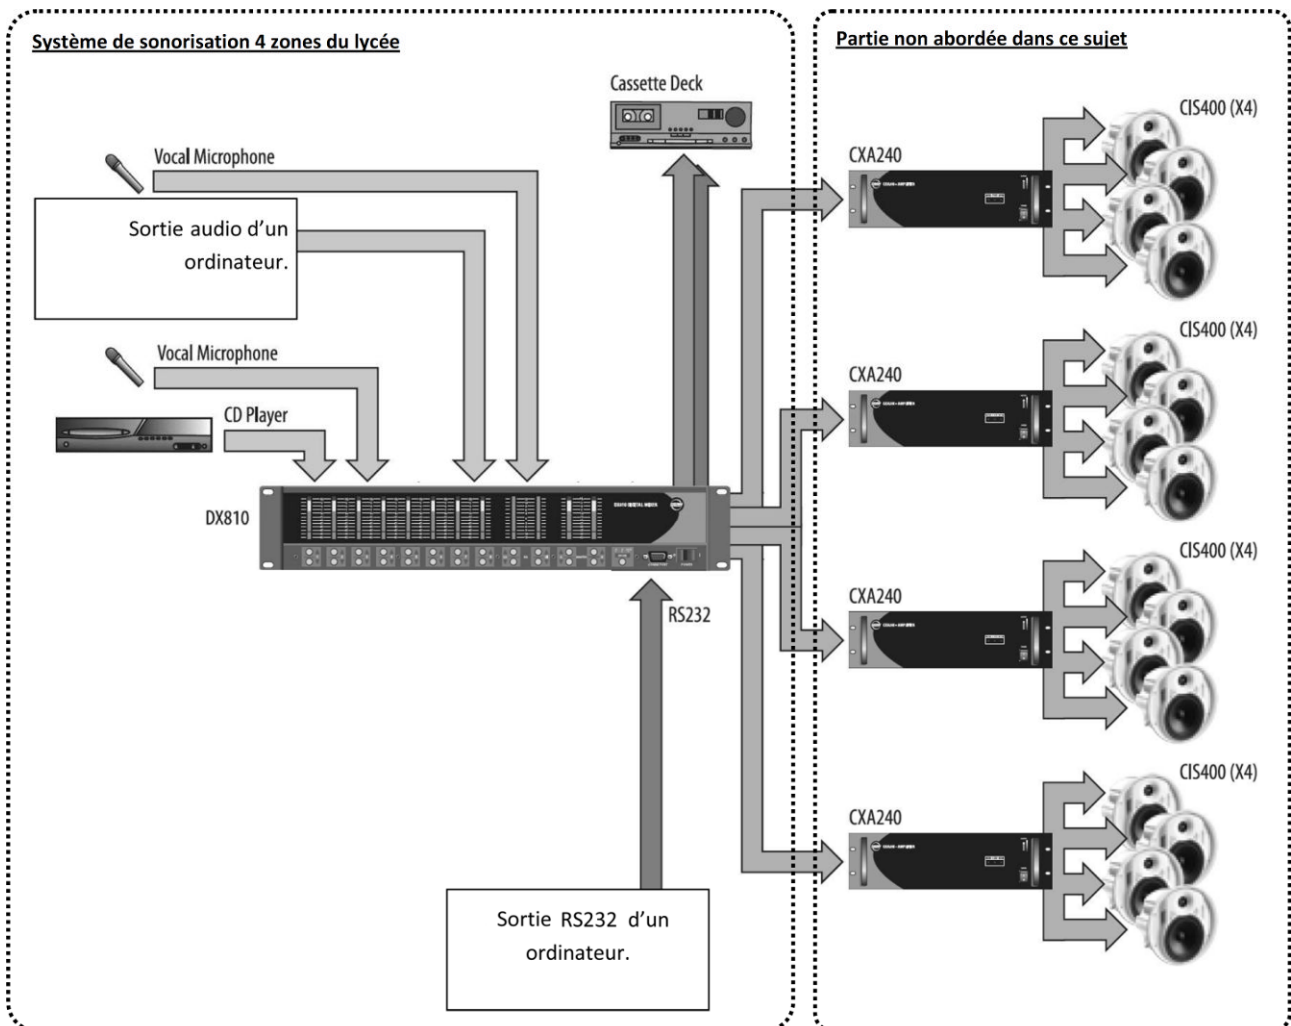 Système de sonorisation 4 zones du lycée
Partie non abordée dans ce sujet
Cassette Deck
CIS400 (X4)
CXA240
Vocal Microphone
Sortie audio d’un
ordinateur.
CIS400 (X4)
CXA240
Vocal Microphone
CD Player
DX810
CIS400 (X4)
CXA240
RS232
CIS400 (X4)
CXA240
Sortie RS232 d’un
ordinateur.